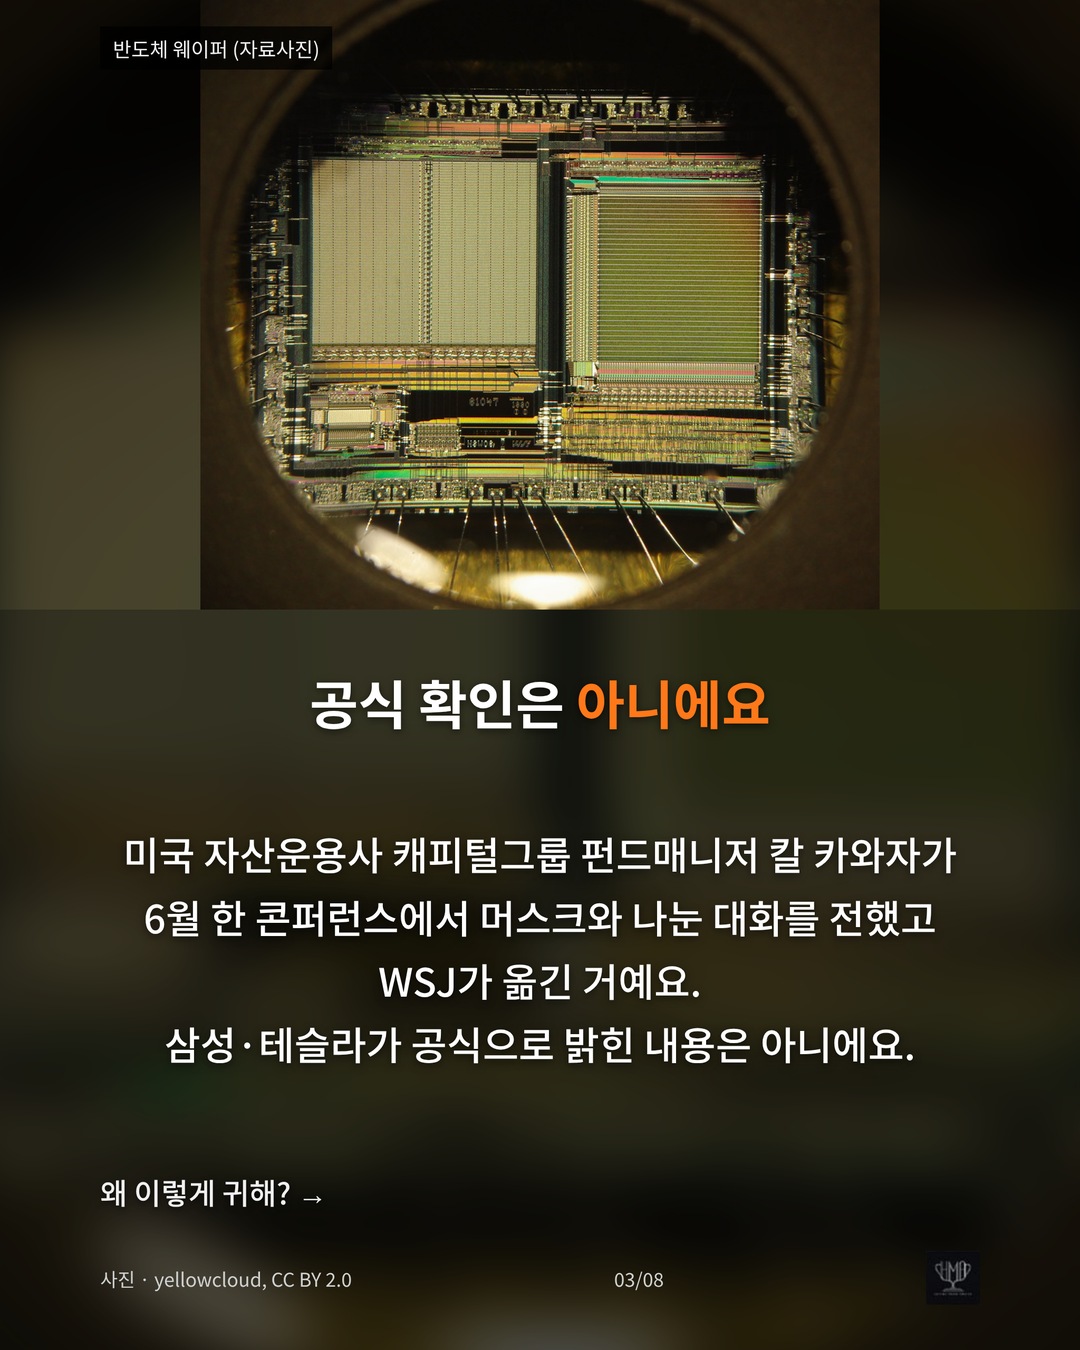 반도체 웨이퍼 (자료사진)
공식 확인은 아니에요
미국 자산운용사 캐피털그룹 펀드매니저 칼 카와자가
6월 한 콘퍼런스에서 머스크와 나눈 대화를 전했고
WSJ가 옮긴 거예요.
삼성·테슬라가 공식으로 밝힌 내용은 아니에요.
왜 이렇게 귀해? →
사진 · yellowcloud, CC BY 2.0
03/08